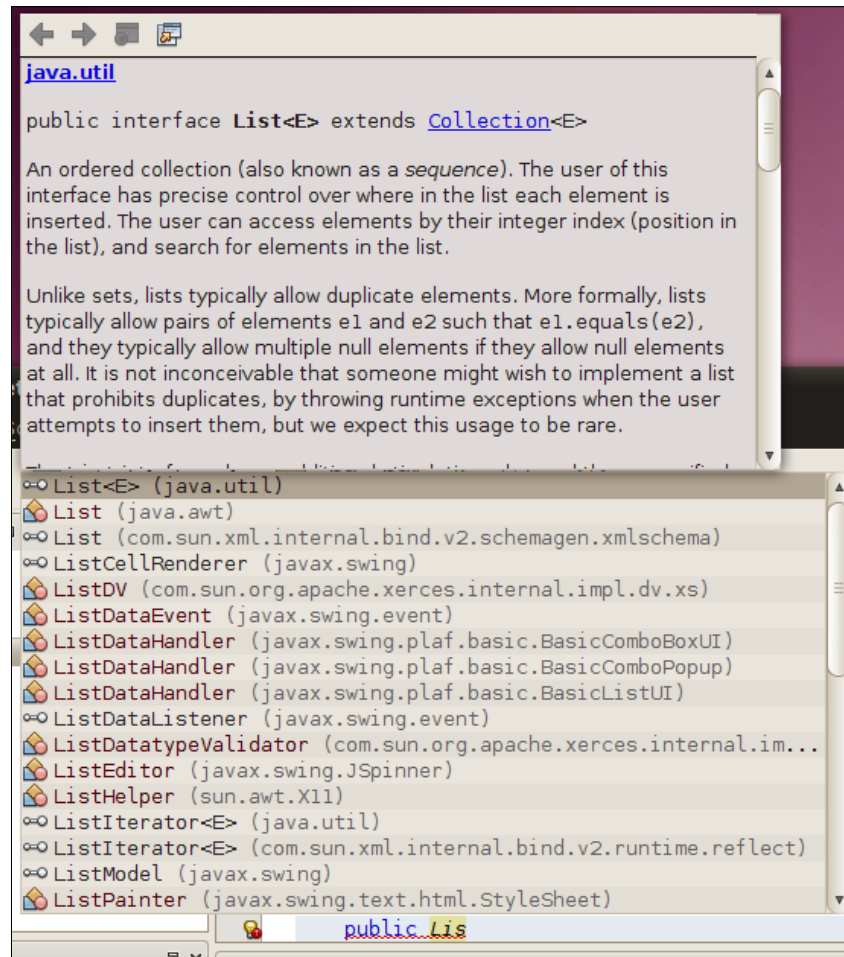 java.util
public interface List<E> extends Collection<E>
An ordered collection (also known as a sequence). The user of this
interface has precise control over where in the list each element is
inserted. The user can access elements by their integer index (position in
the list), and search for elements in the list.
Unlike sets, lists typically allow duplicate elements. More formally, lists
typically allow pairs of elements e1 and e2 such that e1.equals(e2),
and they typically allow multiple null elements if they allow null elements
at all. It is not inconceivable that someone might wish to implement a list
that prohibits duplicates, by throwing runtime exceptions when the user
attempts to insert them, but we expect this usage to be rare.
List<E> (java.util)
List (java.awt)
List (com.sun.xml.internal.bind.v2.schemagen.xmlschema)
ListCellRenderer (javax.swing)
ListDV (com.sun.org.apache.xerces.internal.impl.dv.xs)
ListDataEvent (javax.swing.event)
ListDataHandler (javax.swing.plaf.basic.BasicComboBoxUI)
ListDataHandler (javax.swing.plaf.basic.BasicComboPopup)
ListDataHandler (javax.swing.plaf.basic.BasicListUI)
ListDataListener (javax.swing.event)
ListDatatypeValidator (com.sun.org.apache.xerces.internal.im...
ListEditor (javax.swing.JSpinner)
ListHelper (sun.awt.X11)
ListIterator<E> (java.util)
ListIterator<E> (com.sun.xml.internal.bind.v2.runtime.reflect)
ListModel (javax.swing)
ListPainter (javax.swing.text.html.StyleSheet)
public Lis